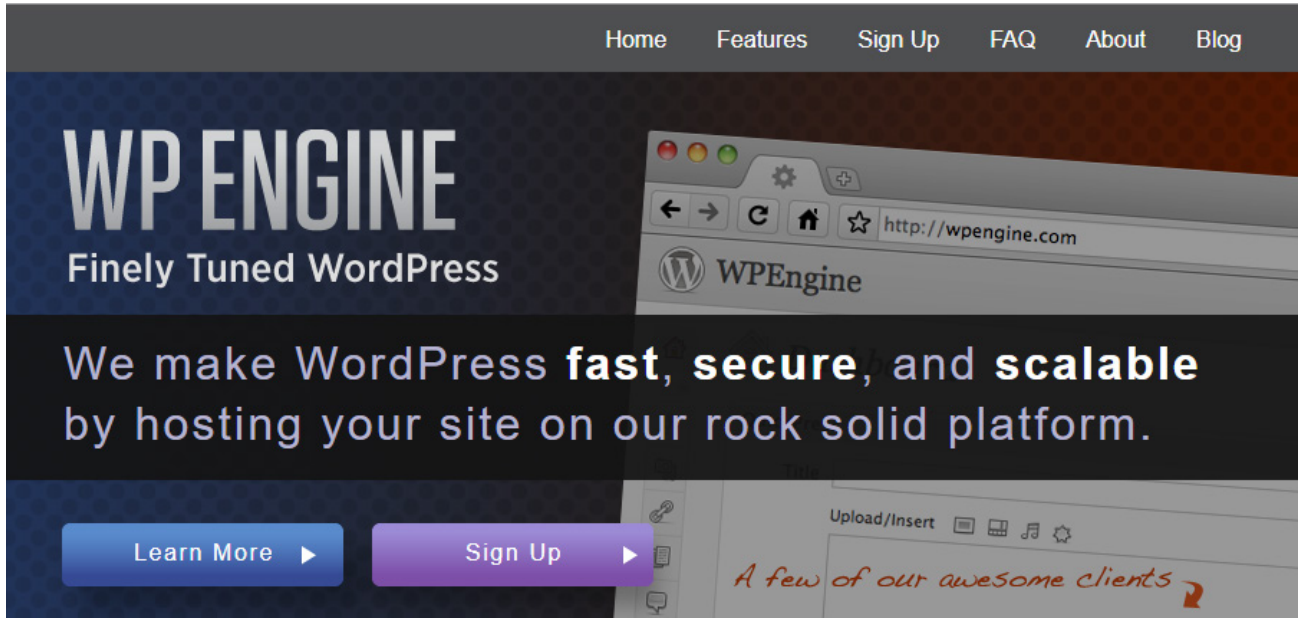 Home Features Sign Up FAQ About Blog
WP ENGINE
Finely Tuned WordPress
http://wpengine.com
WPEngine
We make WordPress fast, secure, and scalable
by hosting your site on our rock solid platform.
Title
Upload/Insert
Learn More
Sign Up
A few of our awesome clients